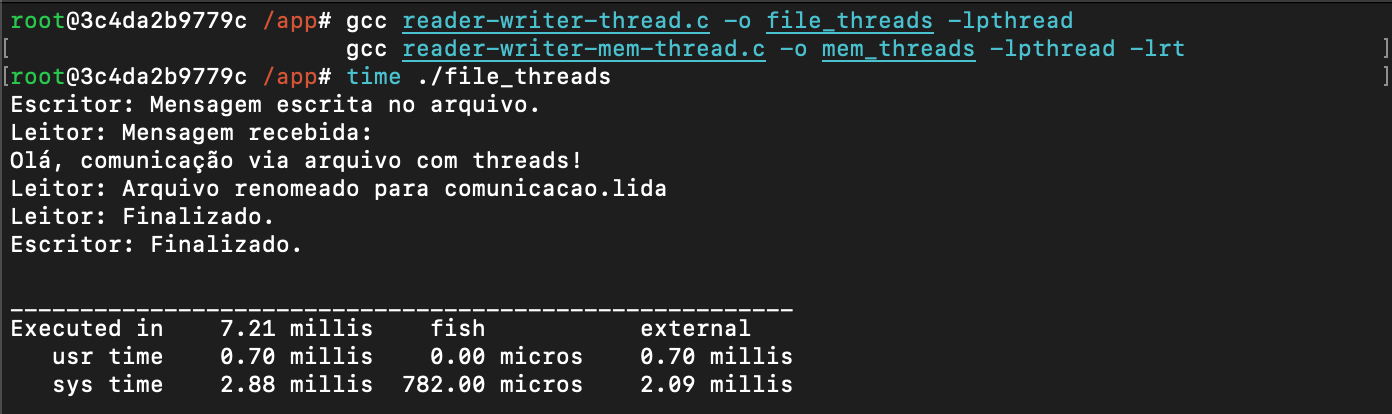 root@3c4da2b9779c /app# gcc reader-writer-thread.c -o file_threads -lpthread
[                       gcc reader-writer-mem-thread.c -o mem_threads -lpthread -lrt ]
[root@3c4da2b9779c /app# time ./file_threads ]
Escritor: Mensagem escrita no arquivo.
Leitor: Mensagem recebida:
Olá, comunicação via arquivo com threads!
Leitor: Arquivo renomeado para comunicacao.lida
Leitor: Finalizado.
Escritor: Finalizado.
________________________________________________________
Executed in    7.21 millis    fish           external
   usr time    0.70 millis    0.00 micros    0.70 millis
   sys time    2.88 millis  782.00 micros    2.09 millis